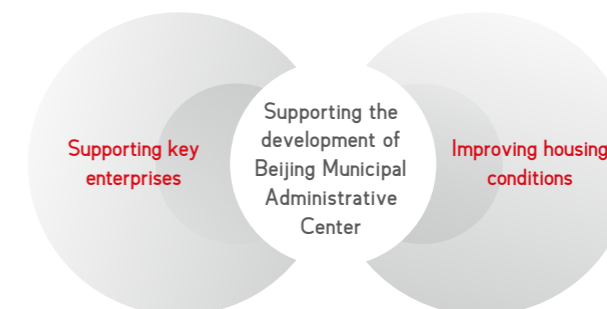 Supporting key
enterprises
Supporting the
development of
Beijing Municipal
Administrative
Center
Improving housing
conditions